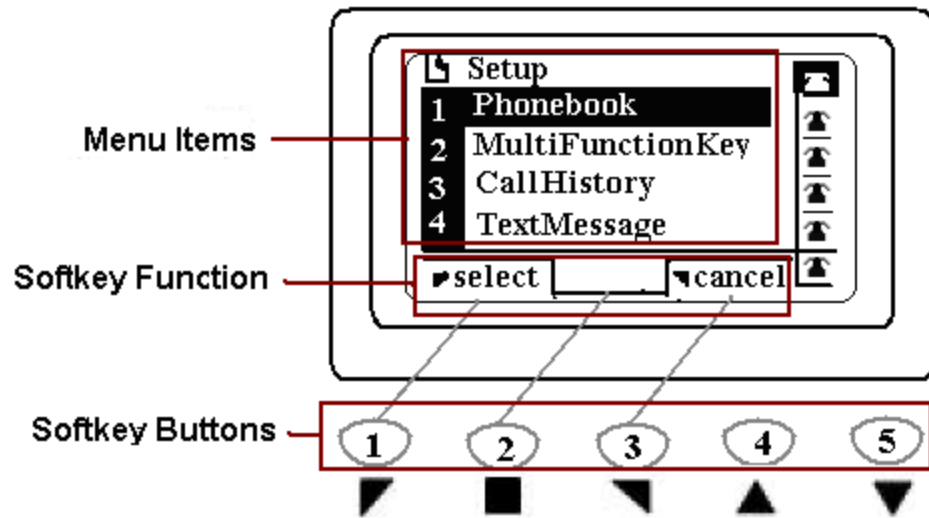 Setup
1 Phonebook
Menu Items
2 MultiFunctionKey
3 CallHistory
4 TextMessage
Softkey Function
select cancel
Softkey Buttons
1 2 3 4 5